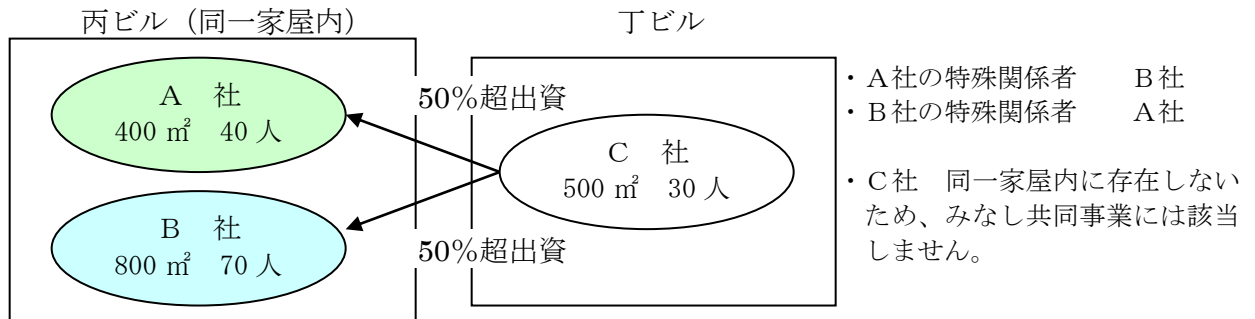 丙ビル（同一家屋内）
丁ビル
A 社
400 ㎡ 40 人
B 社
800 ㎡ 70 人
50％超出資
50％超出資
C 社
500 ㎡ 30 人
・A社の特殊関係者 B社
・B社の特殊関係者 A社
・C社 同一家屋内に存在しない
ため、みなし共同事業には該当
しません。